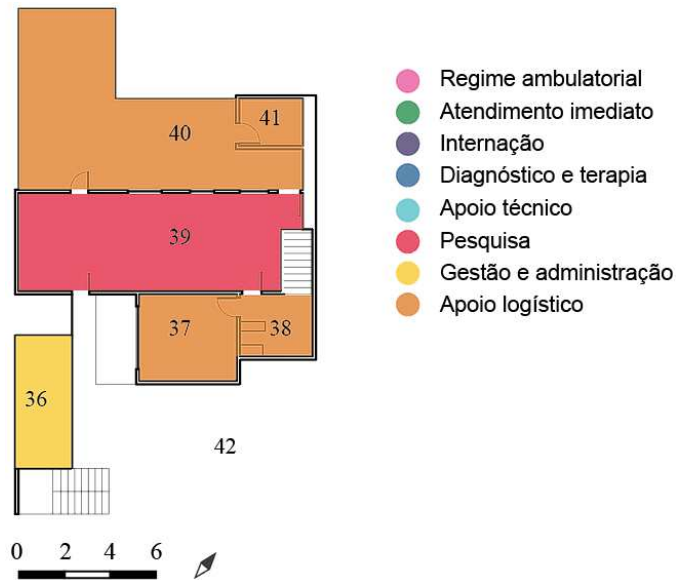 41
40
39
37
38
36
42
0 2 4 6
Regime ambulatorial
Atendimento imediato
Internação
Diagnóstico e terapia
Apoio técnico
Pesquisa
Gestão e administração
Apoio logístico